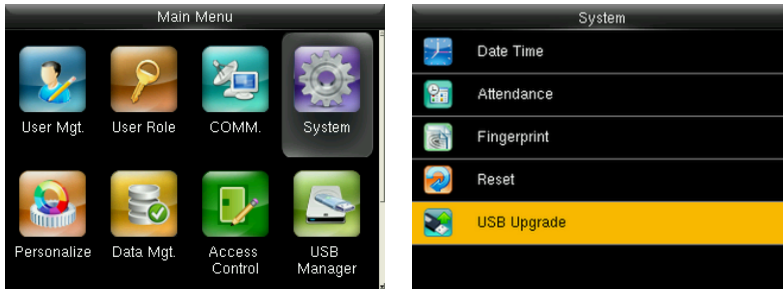 Main Menu
User Mgt.
User Role
COMM.
System
Personalize
Data Mgt.
Access
Control
USB
Manager
System
Date Time
Attendance
Fingerprint
Reset
USB Upgrade